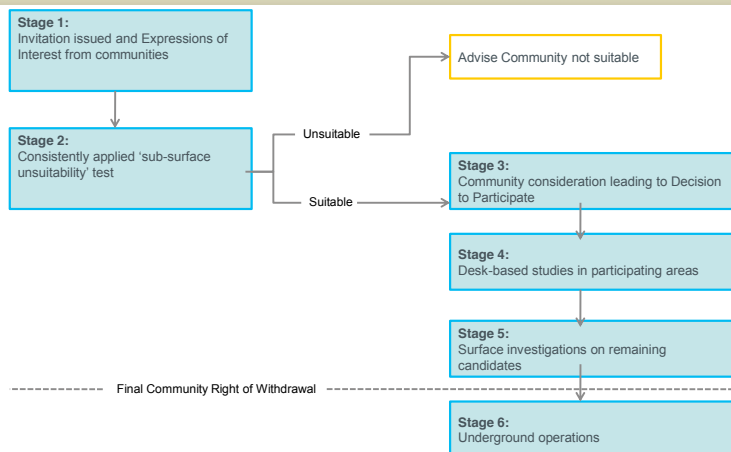 Stage 1:
Invitation issued and Expressions of
Interest from communities
Advise Community not suitable
Stage 2:
Consistently applied ‘sub-surface
unsuitability’ test
Unsuitable
Suitable
Stage 3:
Community consideration leading to Decision
to Participate
Stage 4:
Desk-based studies in participating areas
Stage 5:
Surface investigations on remaining
candidates
Final Community Right of Withdrawal
Stage 6:
Underground operations